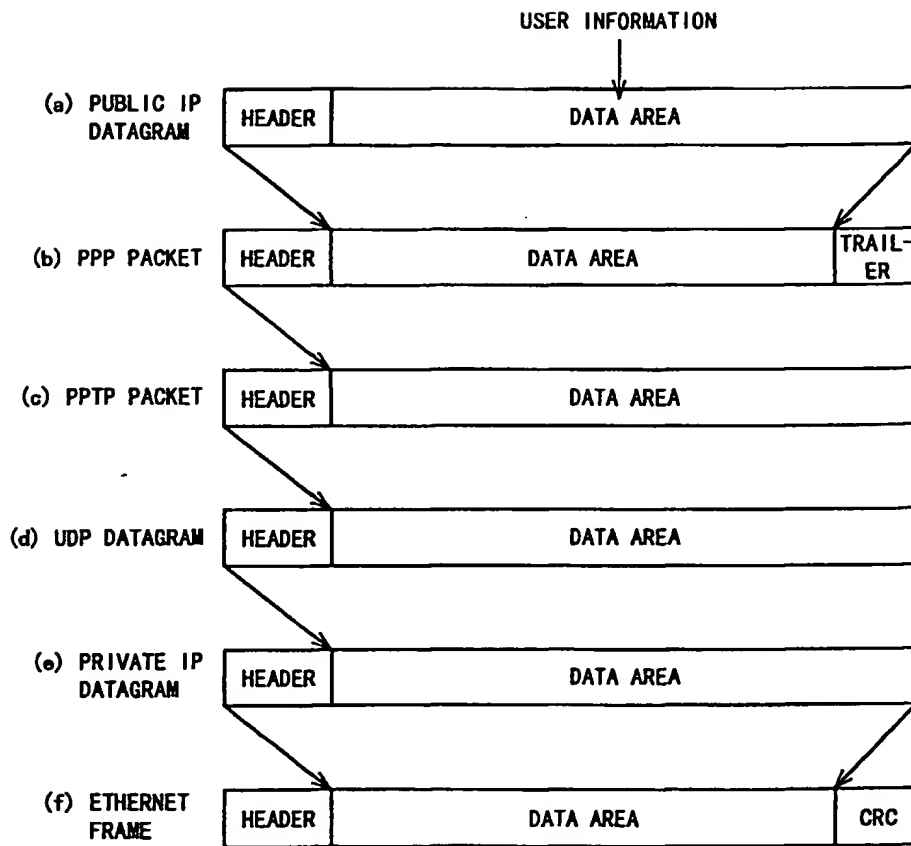 USER INFORMATION
(a) PUBLIC IP
DATAGRAM
HEADER
DATA AREA
(b) PPP PACKET
HEADER
DATA AREA
TRAIL-
ER
(c) PPTP PACKET
HEADER
DATA AREA
(d) UDP DATAGRAM
HEADER
DATA AREA
(e) PRIVATE IP
DATAGRAM
HEADER
DATA AREA
(f) ETHERNET
FRAME
HEADER
DATA AREA
CRC